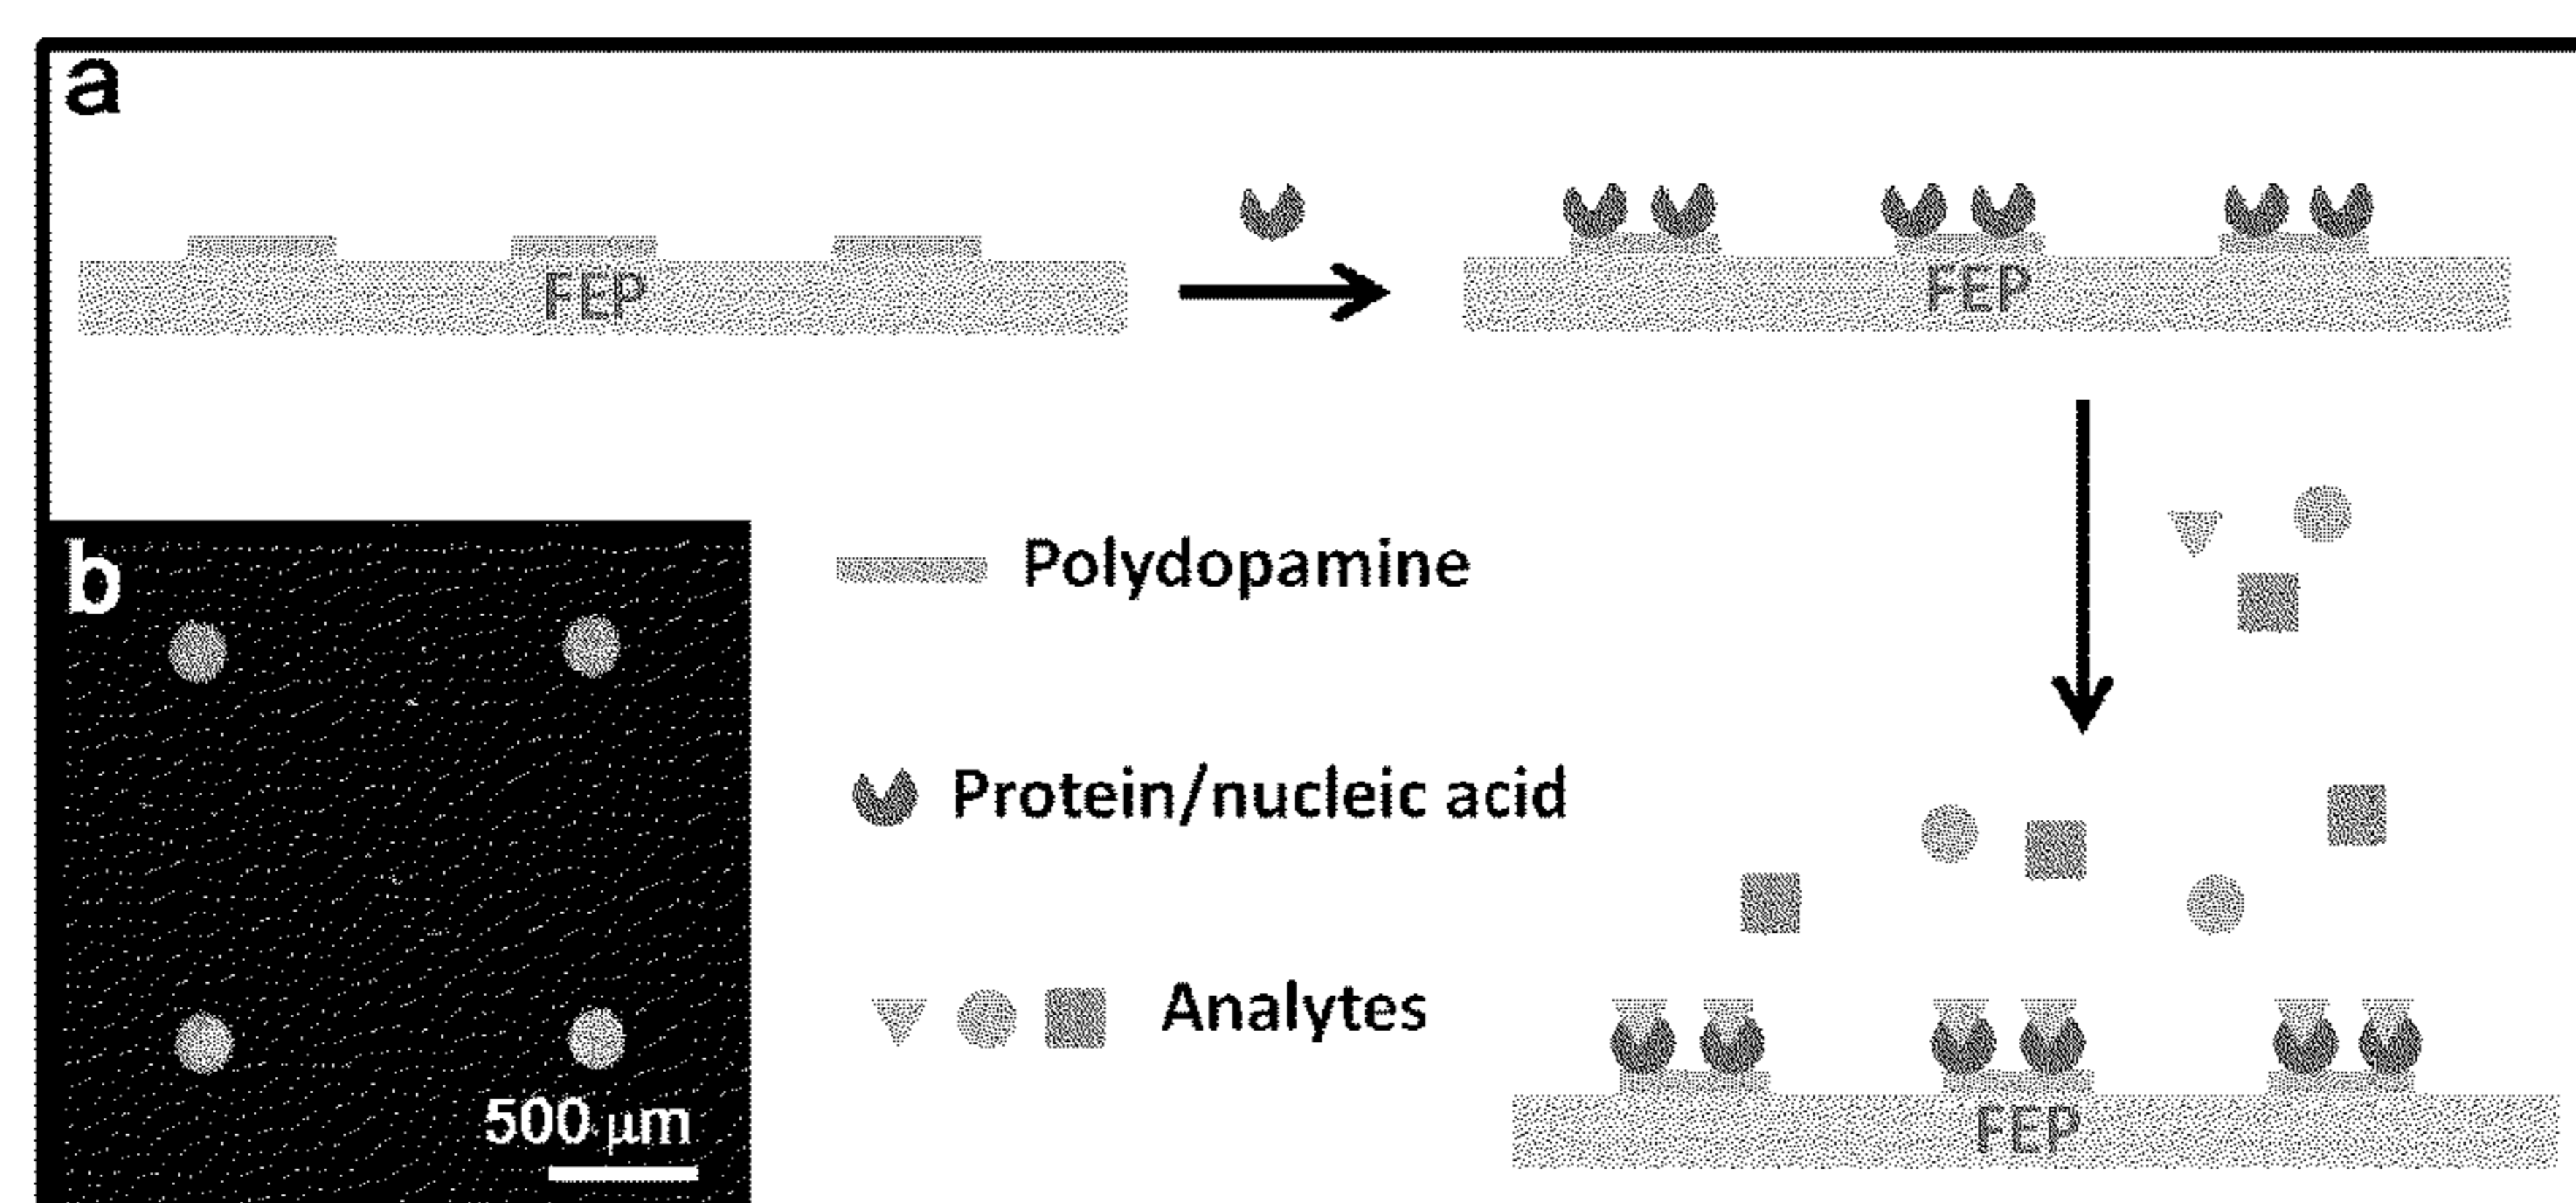 a
FEP
FEP
b
Polydopamine
Protein/nucleic acid
Analytes
500 μm
FEP